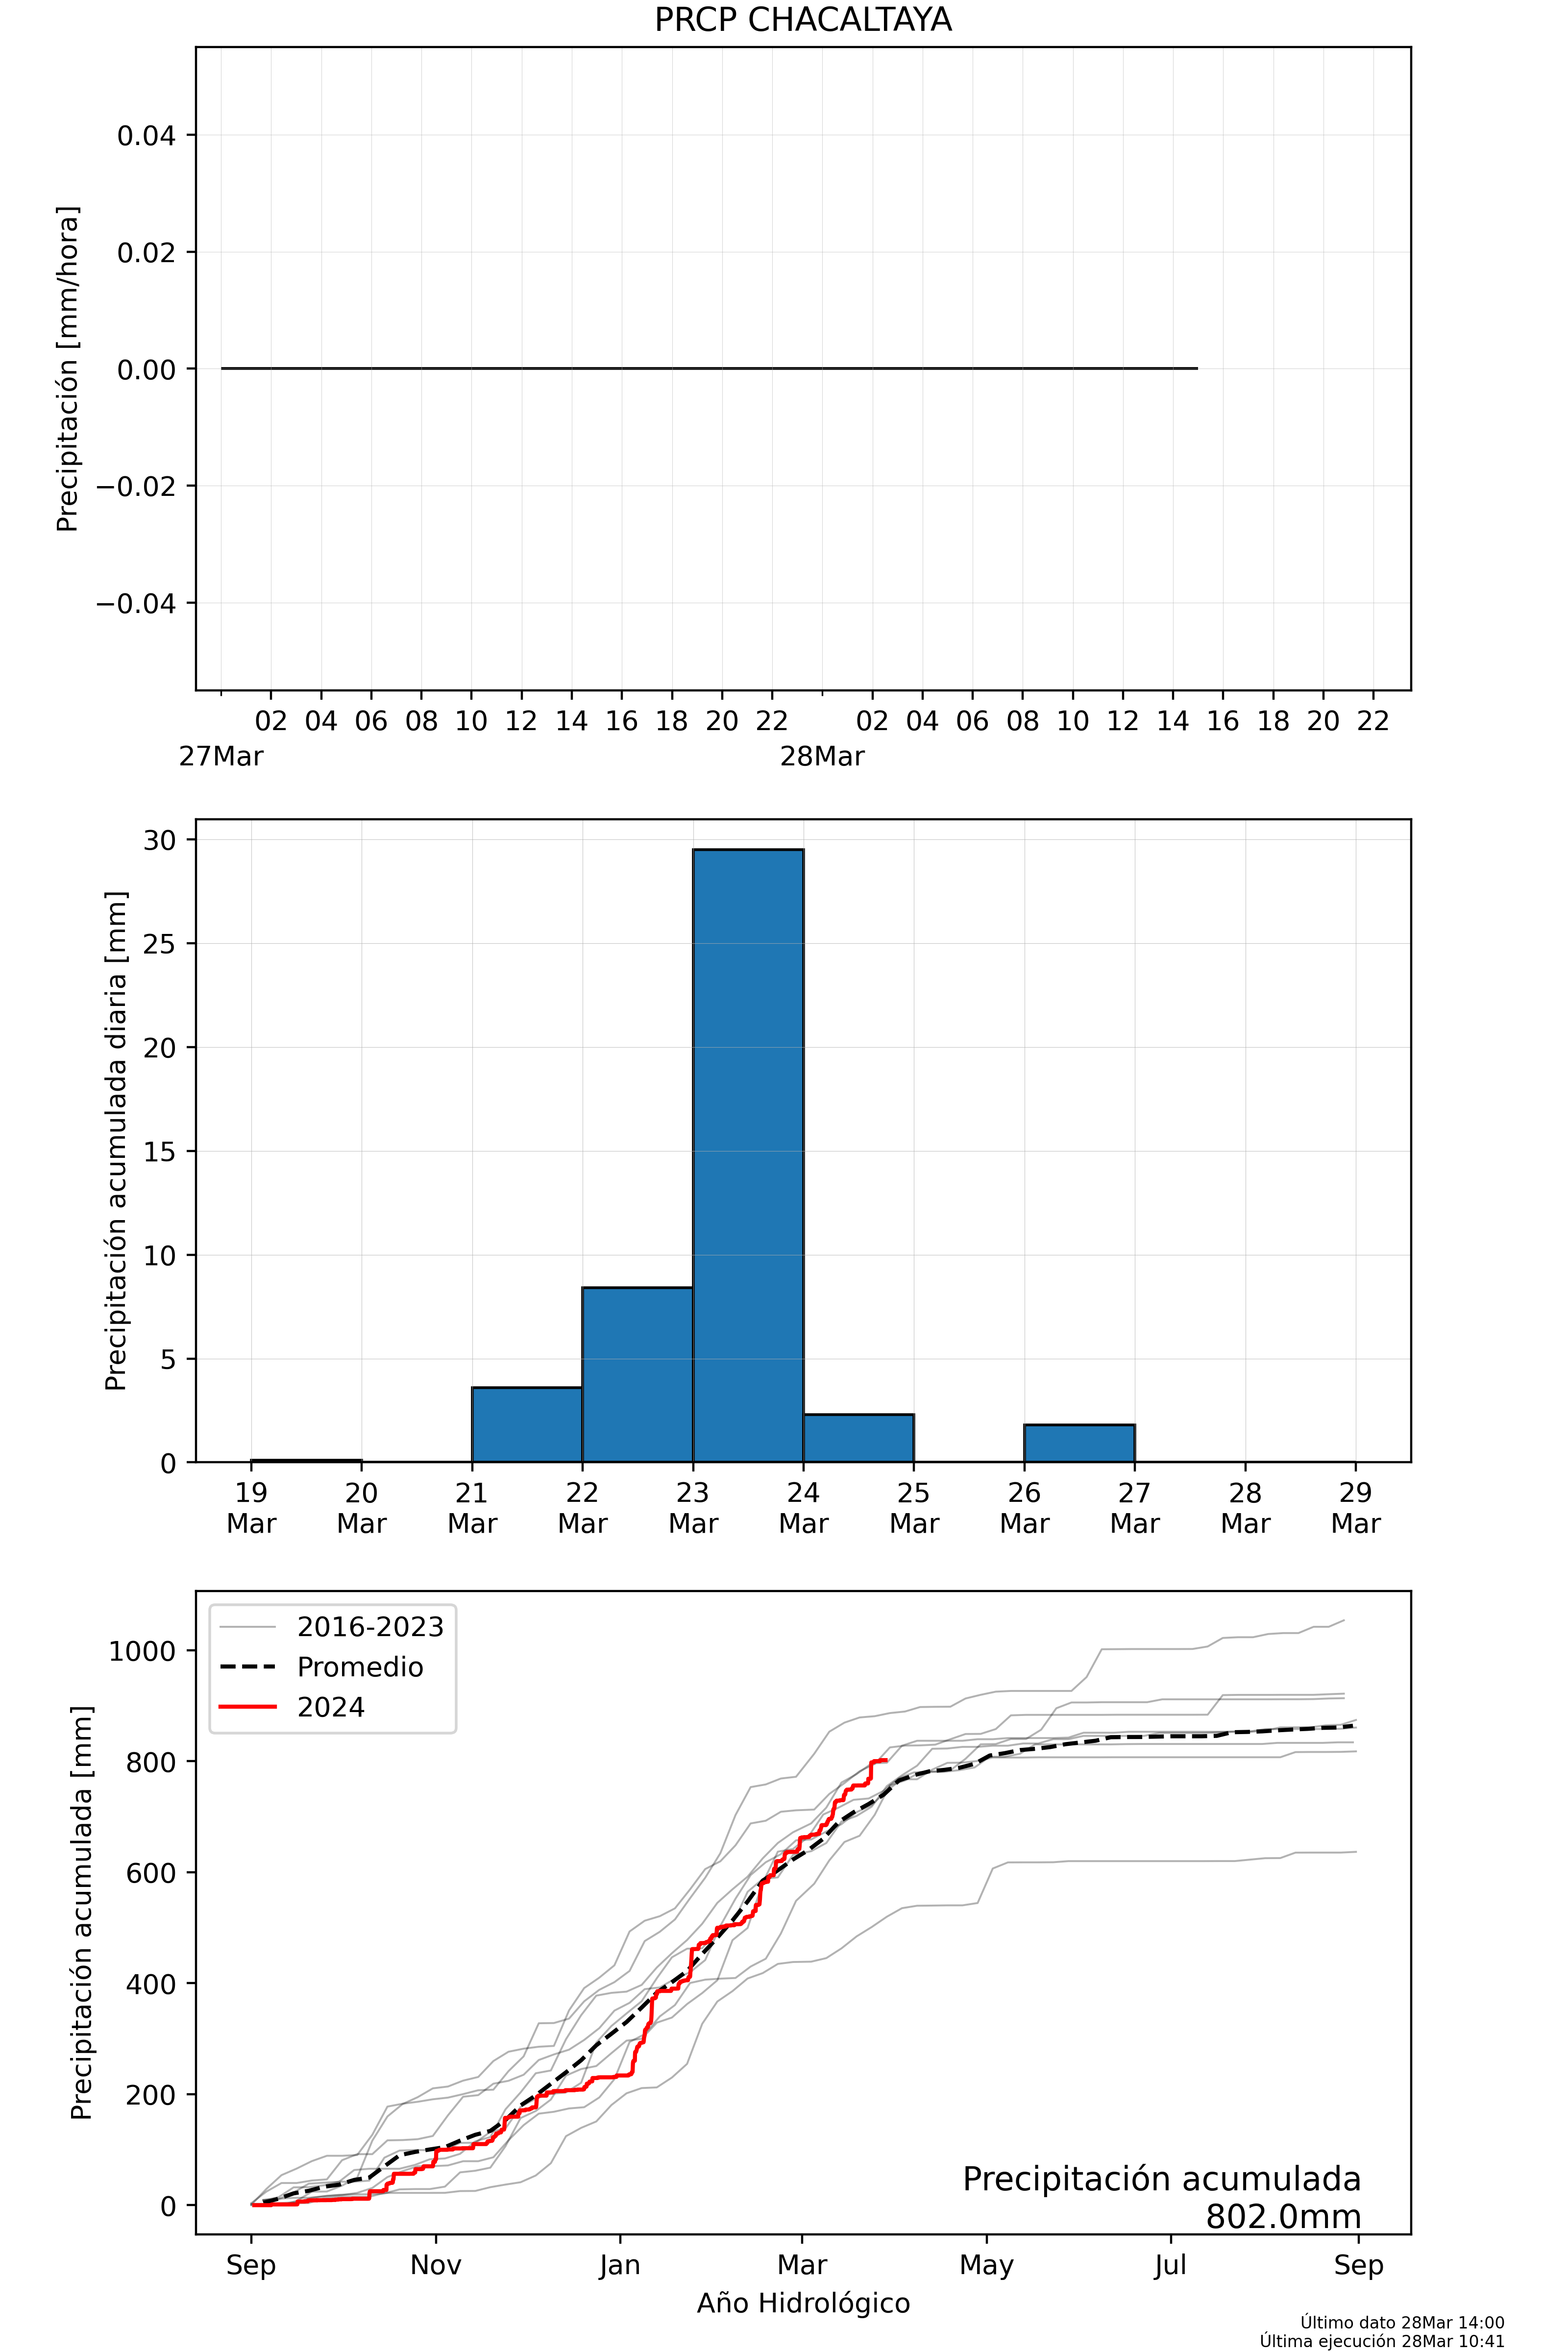 PRCP CHACALTAYA
Precipitación [mm/hora]
0.04
0.02
0.00
−0.02
−0.04
02 04 06 08 10 12 14 16 18 20 22 02 04 06 08 10 12 14 16 18 20 22
27Mar 28Mar
Precipitación acumulada diaria [mm]
30
25
20
15
10
5
0
19 20 21 22 23 24 25 26 27 28 29
Mar Mar Mar Mar Mar Mar Mar Mar Mar Mar Mar
Precipitación acumulada [mm]
1000
800
600
400
200
0
2016-2023
Promedio
2024
Precipitación acumulada
802.0mm
Sep Nov Jan Mar May Jul Sep
Año Hidrológico
Último dato 28Mar 14:00
Última ejecución 28Mar 10:41